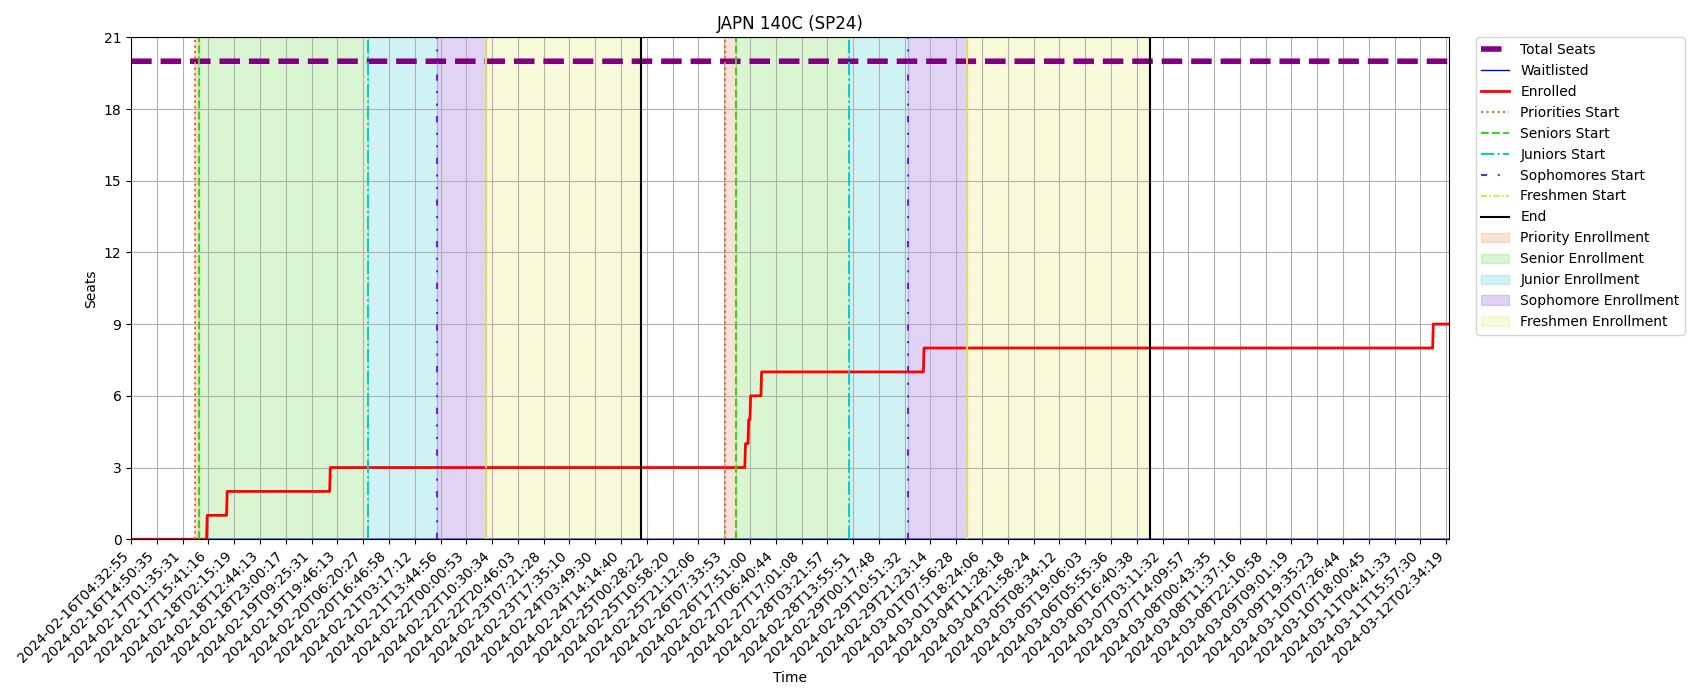 JAPN 140C (SP24)
21
18
15
12
9
6
3
0
Seats
2024-02-16T04:32:55
2024-02-16T14:50:35
2024-02-17T01:35:31
2024-02-17T15:41:16
2024-02-18T02:15:19
2024-02-18T12:44:13
2024-02-18T23:00:17
2024-02-19T09:25:31
2024-02-19T19:46:13
2024-02-20T06:20:27
2024-02-20T16:46:58
2024-02-21T03:17:12
2024-02-21T13:44:56
2024-02-22T00:00:53
2024-02-22T10:30:34
2024-02-22T20:46:03
2024-02-23T07:21:28
2024-02-23T17:35:10
2024-02-24T03:49:30
2024-02-24T14:14:40
2024-02-25T00:28:22
2024-02-25T10:58:20
2024-02-25T21:12:06
2024-02-26T07:33:53
2024-02-26T17:51:00
2024-02-27T06:40:44
2024-02-27T17:01:08
2024-02-28T03:21:57
2024-02-28T13:55:51
2024-02-29T00:17:48
2024-02-29T10:51:32
2024-02-29T21:23:14
2024-03-01T07:56:28
2024-03-01T18:24:06
2024-03-04T11:28:18
2024-03-04T21:58:24
2024-03-05T08:34:12
2024-03-05T19:06:03
2024-03-06T05:55:36
2024-03-06T16:40:38
2024-03-07T03:11:32
2024-03-07T14:09:57
2024-03-08T00:43:35
2024-03-08T11:37:16
2024-03-08T22:10:58
2024-03-09T09:01:19
2024-03-09T19:35:23
2024-03-10T07:26:44
2024-03-10T18:00:45
2024-03-11T04:41:33
2024-03-11T15:57:30
2024-03-12T02:34:19
Time
Total Seats
Waitlisted
Enrolled
Priorities Start
Seniors Start
Juniors Start
Sophomores Start
Freshmen Start
End
Priority Enrollment
Senior Enrollment
Junior Enrollment
Sophomore Enrollment
Freshmen Enrollment